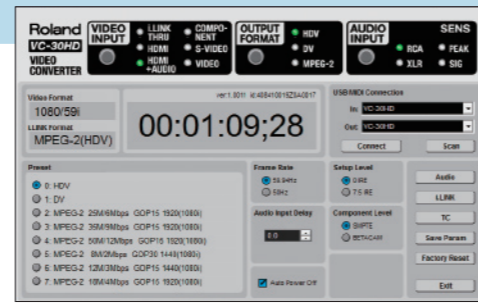 Roland
VC-30HD
VIDEO
CONVERTER
VIDEO
INPUT
i.LINK
THRU
HDMI
HDMI
+AUDIO
COMPO-
NENT
S-VIDEO
VIDEO
OUTPUT
FORMAT
HDV
DV
MPEG-2
AUDIO
INPUT
RCA
XLR
SENS
PEAK
SIG
Video Format
1080/59i
i.LINK Format
MPEG-2(HDV)
00:01:09;28
USB/MIDI Connection
In: VC-30HD
Out: VC-30HD
Connect
Scan
Preset
0: HDV
1: DV
2: MPEG-2 25M/6Mbps GOP15 1920(1080i)
3: MPEG-2 35M/9Mbps GOP15 1920(1080i)
4: MPEG-2 50M/12Mbps GOP15 1920(1080i)
5: MPEG-2 8M/2Mbps GOP30 1440(1080i)
6: MPEG-2 12M/3Mbps GOP15 1440(1080i)
7: MPEG-2 18M/4Mbps GOP15 1920(1080i)
Frame Rate
59.94Hz
50Hz
Audio Input Delay
0.0
Auto Power Off
Setup Level
0 IRE
7.5 IRE
Component Level
SMPTE
BETACAM
Audio
i.LINK
TC
Save Param
Factory Reset
Exit